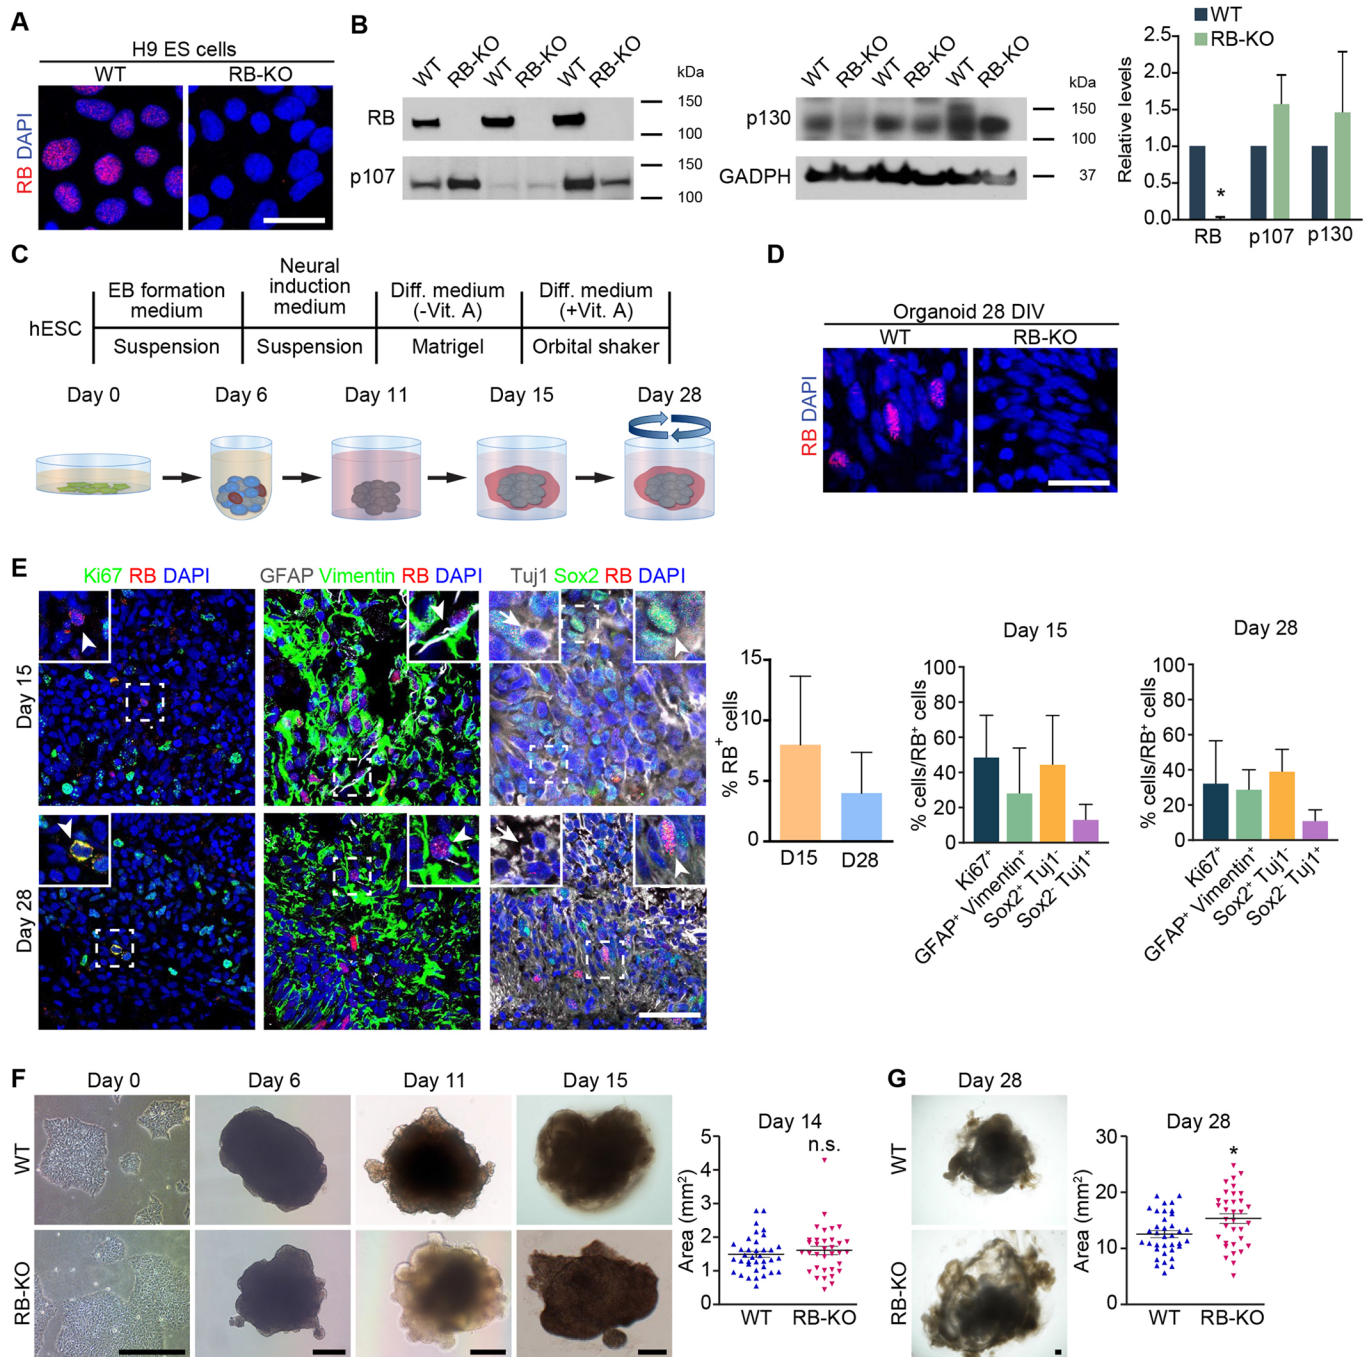 A
H9 ES cells
WT
RB-KO
RB DAPI
B
WT
RB-KO
WT
RB-KO
WT
RB-KO
kDa
RB
150
100
p107
150
100
WT
RB-KO
WT
RB-KO
WT
RB-KO
kDa
p130
150
100
GADPH
37
WT
RB-KO
Relative levels
2.5
2.0
1.5
1.0
0.5
0.0
*
RB
p107
p130
C
hESC
EB formation
medium
Neural
induction
medium
Diff. medium
(-Vit. A)
Diff. medium
(+Vit. A)
Suspension
Suspension
Matrigel
Orbital shaker
Day 0
Day 6
Day 11
Day 15
Day 28
D
Organoid 28 DIV
WT
RB-KO
RB DAPI
E
Ki67 RB DAPI
GFAP Vimentin RB DAPI
Tuj1 Sox2 RB DAPI
Day 15
Day 28
% RB⁺ cells
15
10
5
0
D15
D28
Day 15
% cells/RB⁺ cells
100
80
60
40
20
0
Ki67⁺
GFAP⁺ Vimentin⁺
Sox2⁺ Tuj1⁻
Sox2⁻ Tuj1⁺
Day 28
% cells/RB⁺ cells
100
80
60
40
20
0
Ki67⁺
GFAP⁺ Vimentin⁺
Sox2⁺ Tuj1⁻
Sox2⁻ Tuj1⁺
F
Day 0
Day 6
Day 11
Day 15
WT
RB-KO
Day 14
n.s.
Area (mm²)
5
4
3
2
1
0
WT
RB-KO
G
Day 28
WT
RB-KO
Day 28
*
Area (mm²)
30
20
10
0
WT
RB-KO